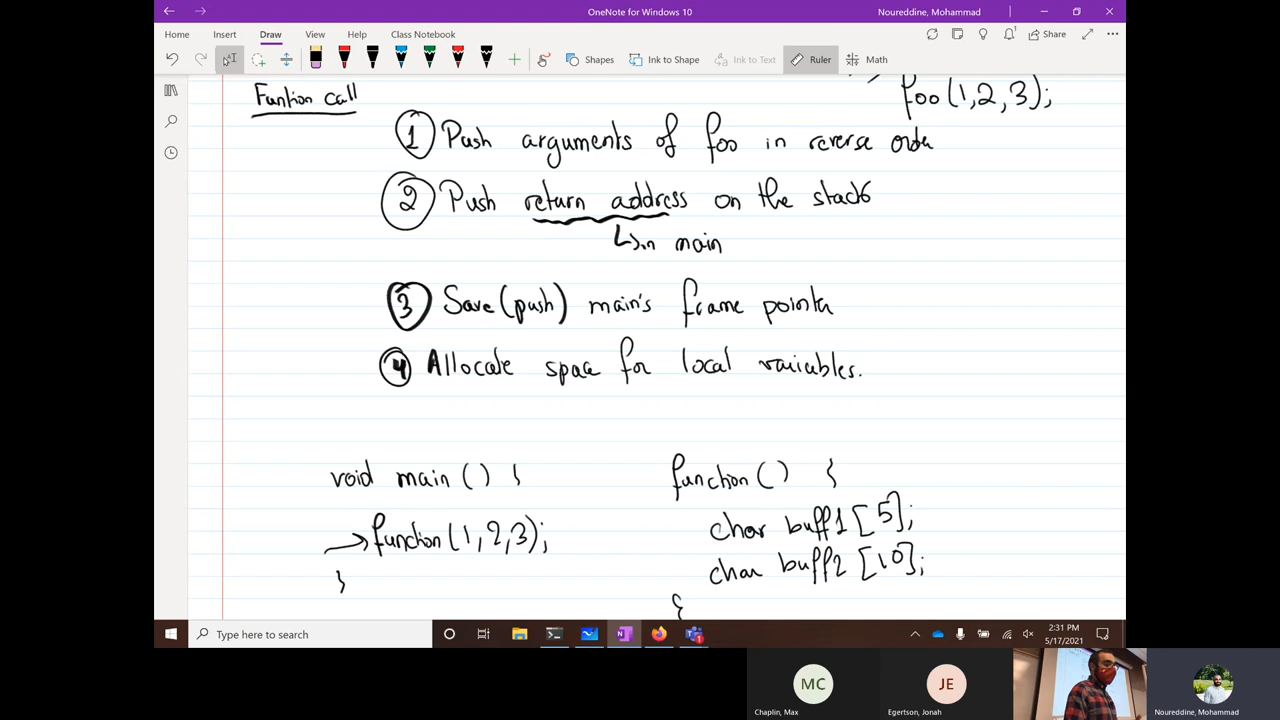 OneNote for Windows 10
Noureddine, Mohammad
Home Insert Draw View Help Class Notebook
Share
Shapes Ink to Shape Ink to Text Ruler Math
Funtion call
foo(1,2,3);
1 Push arguments of foo in reverse order
2 Push return address on the stack
↳in main
3 Save(push) main's frame pointer
4 Allocate space for local variables.
void main () {
function () {
→function(1,2,3);
char buff1 [5];
}
char buff2 [10];
}
Type here to search
2:31 PM
5/17/2021
MC
JE
Chaplin, Max
Egertson, Jonah
Noureddine, Mohammad